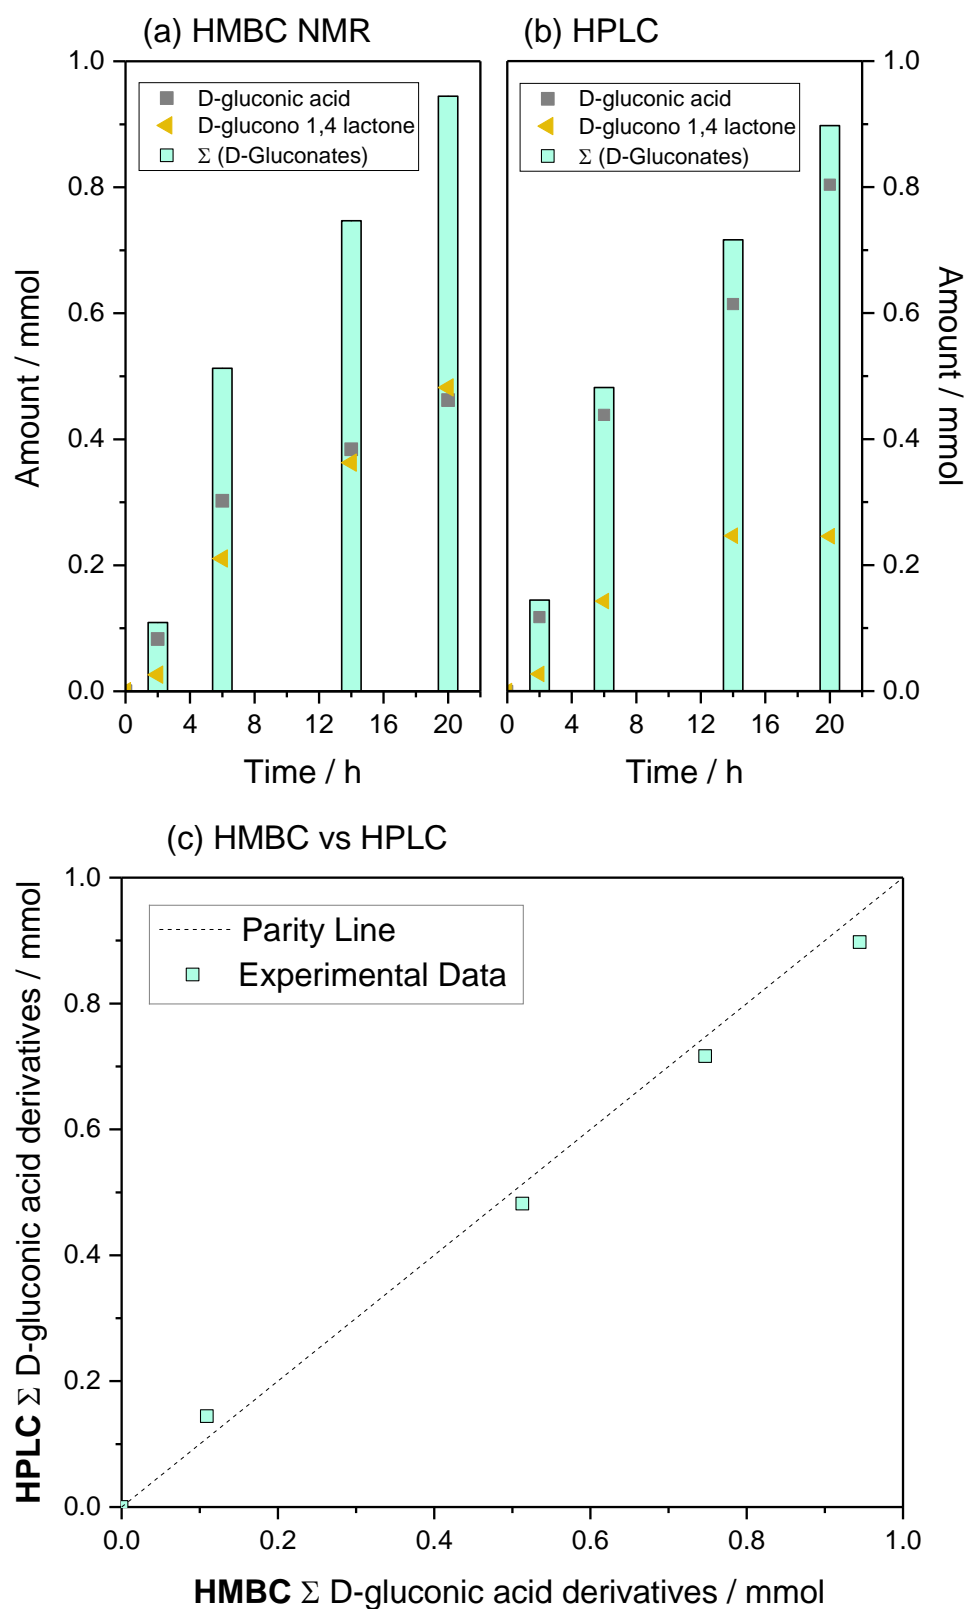 (a) HMBC NMR
(b) HPLC
1.0
0.8
0.6
0.4
0.2
0.0
Amount / mmol
D-gluconic acid
D-glucono 1,4 lactone
Σ (D-Gluconates)
0 4 8 12 16 20
Time / h
D-gluconic acid
D-glucono 1,4 lactone
Σ (D-Gluconates)
0 4 8 12 16 20
Time / h
1.0
0.8
0.6
0.4
0.2
0.0
Amount / mmol
(c) HMBC vs HPLC
1.0
0.8
0.6
0.4
0.2
0.0
HPLC Σ D-gluconic acid derivatives / mmol
Parity Line
Experimental Data
0.0 0.2 0.4 0.6 0.8 1.0
HMBC Σ D-gluconic acid derivatives / mmol